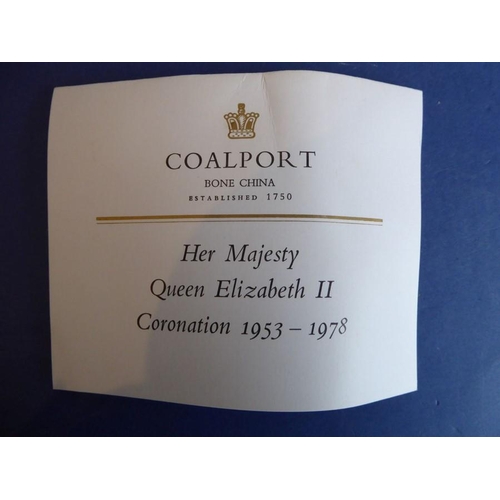 COALPORT
BONE CHINA
ESTABLISHED 1750
Her Majesty
Queen Elizabeth II
Coronation 1953 – 1978